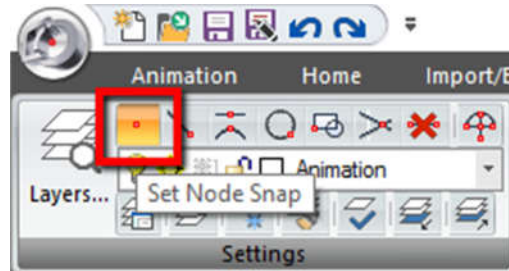 Animation Home Import/E
Animation
Layers...
Set Node Snap
Settings